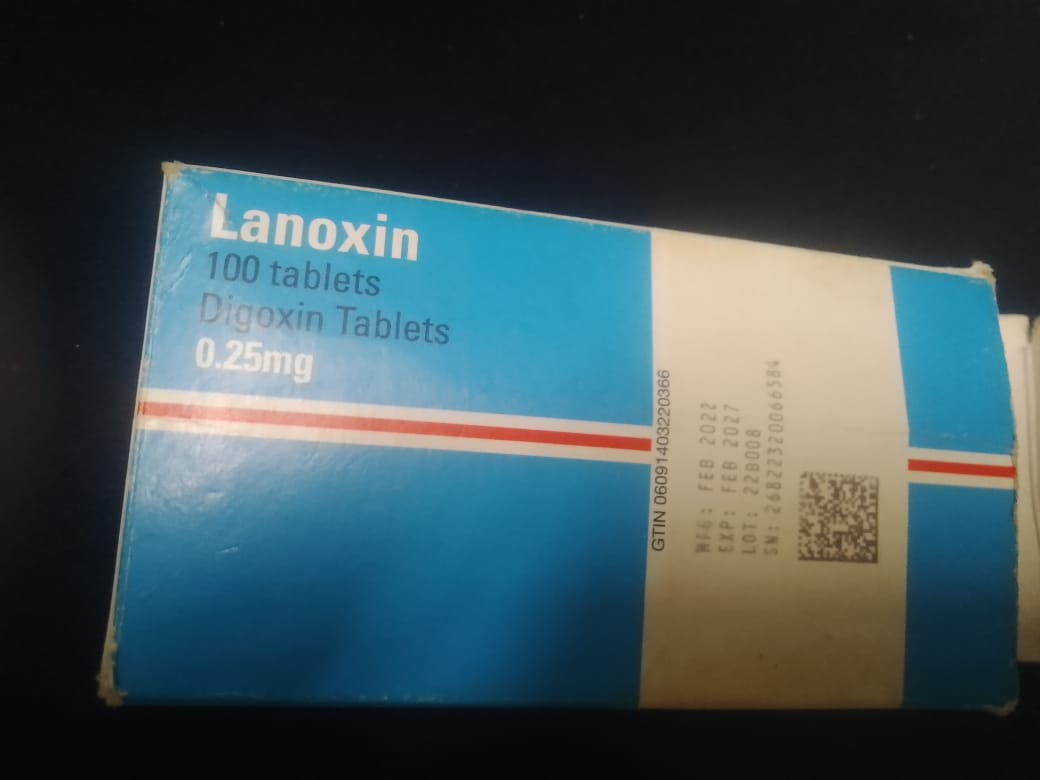 Lanoxin
100 tablets
Digoxin Tablets
0.25mg
GTIN 06091403220366
MFG: FEB 2022
EXP: FEB 2027
LOT: 22B008
SN: 26822320066584